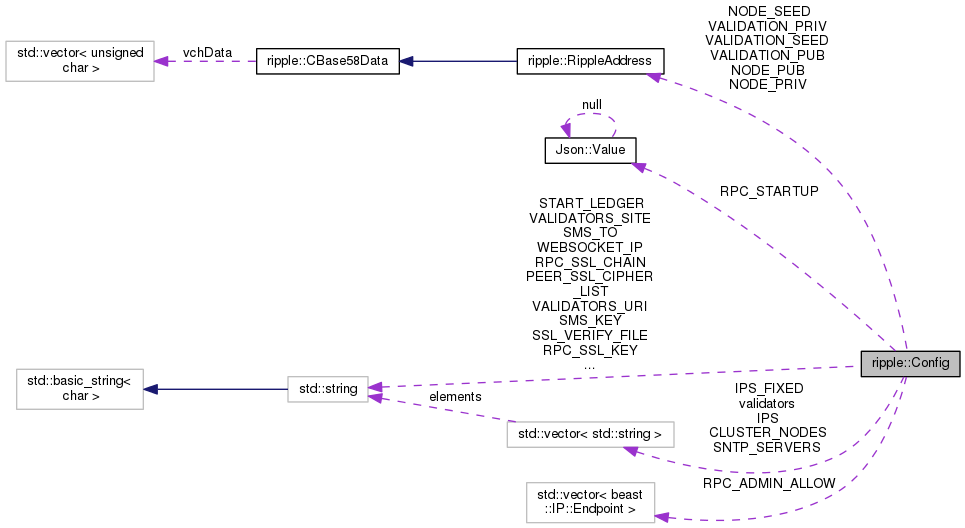 NODE_SEED
VALIDATION_PRIV
VALIDATION_SEED
VALIDATION_PUB
NODE_PUB
NODE_PRIV
std::vector< unsigned
char >
vchData
ripple::CBase58Data
ripple::RippleAddress
null
Json::Value
RPC_STARTUP
START_LEDGER
VALIDATORS_SITE
SMS_TO
WEBSOCKET_IP
RPC_SSL_CHAIN
PEER_SSL_CIPHER
_LIST
VALIDATORS_URI
SMS_KEY
SSL_VERIFY_FILE
RPC_SSL_KEY
...
ripple::Config
std::basic_string<
char >
std::string
elements
std::vector< std::string >
IPS_FIXED
validators
IPS
CLUSTER_NODES
SNTP_SERVERS
RPC_ADMIN_ALLOW
std::vector< beast
::IP::Endpoint >